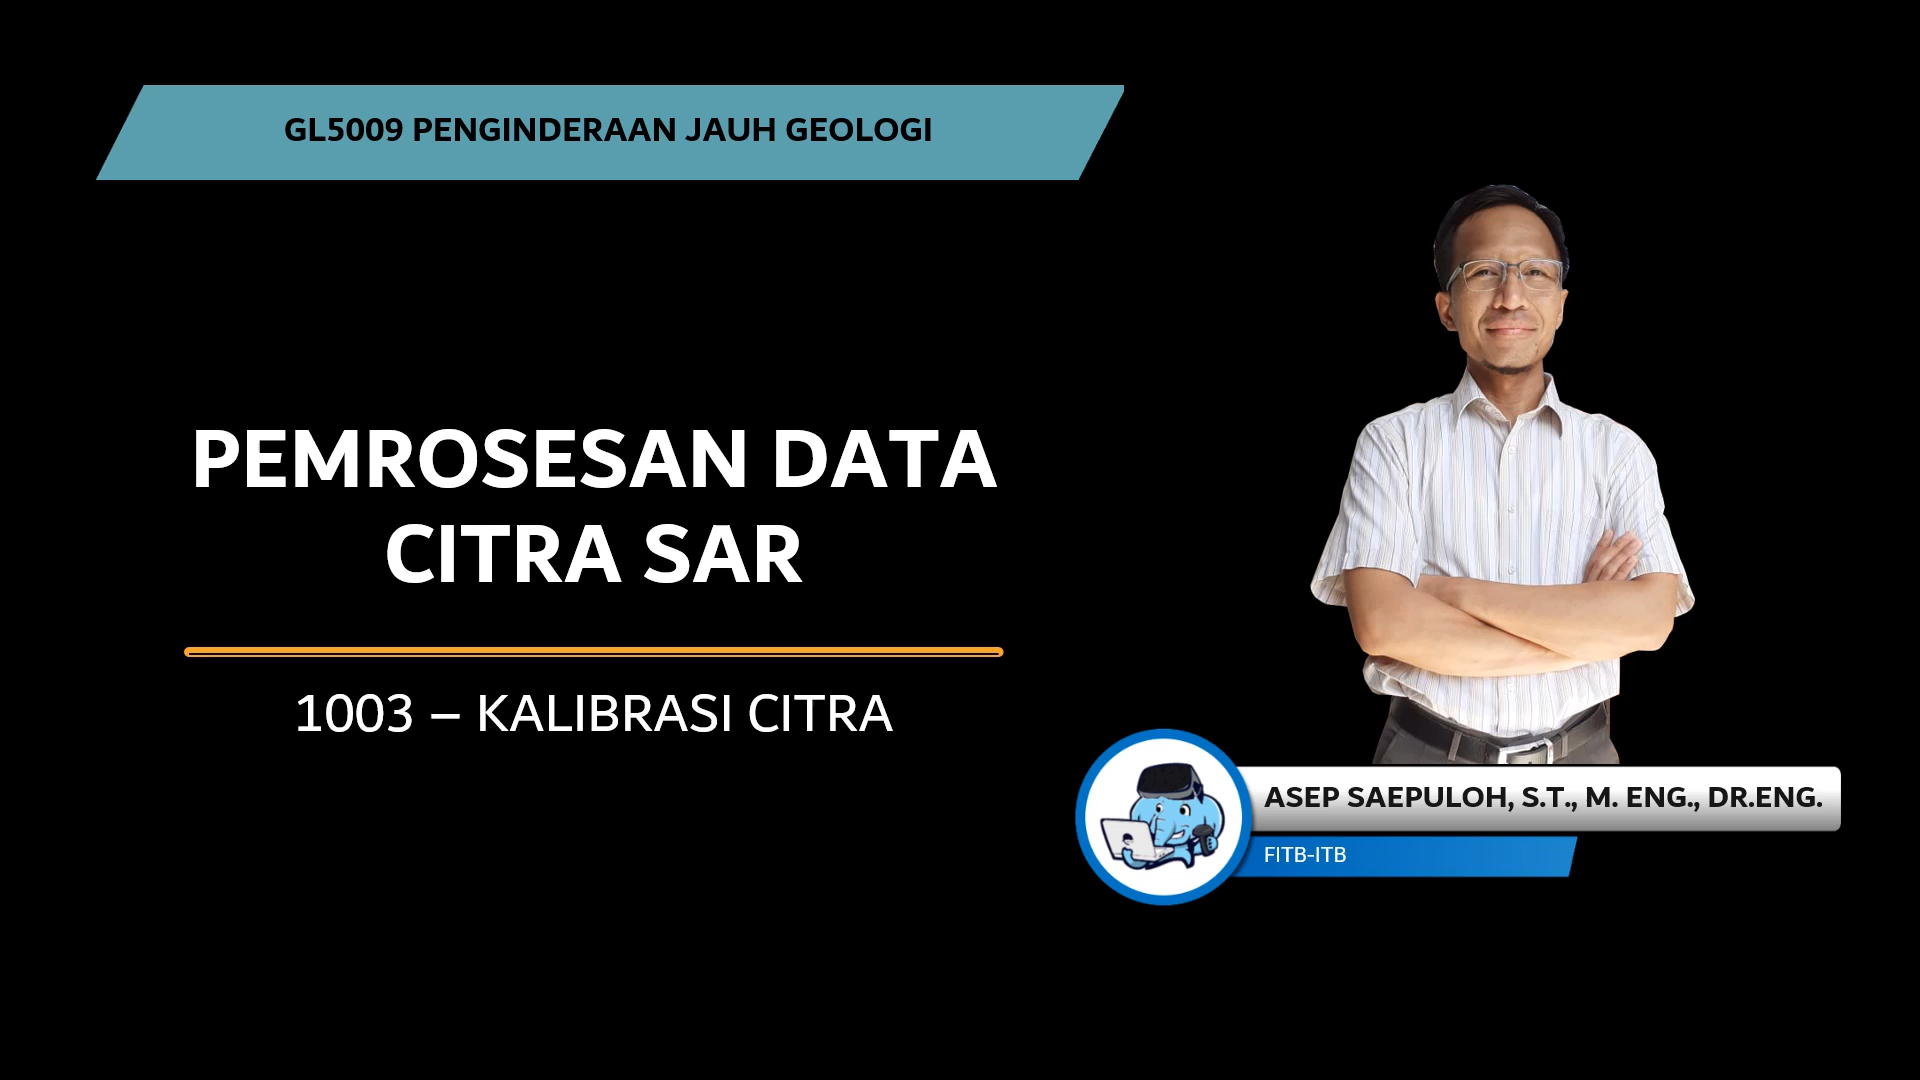 GL5009 PENGINDERAAN JAUH GEOLOGI
PEMROSESAN DATA
CITRA SAR
1003 – KALIBRASI CITRA
ASEP SAEPULOH, S.T., M. ENG., DR.ENG.
FITB-ITB